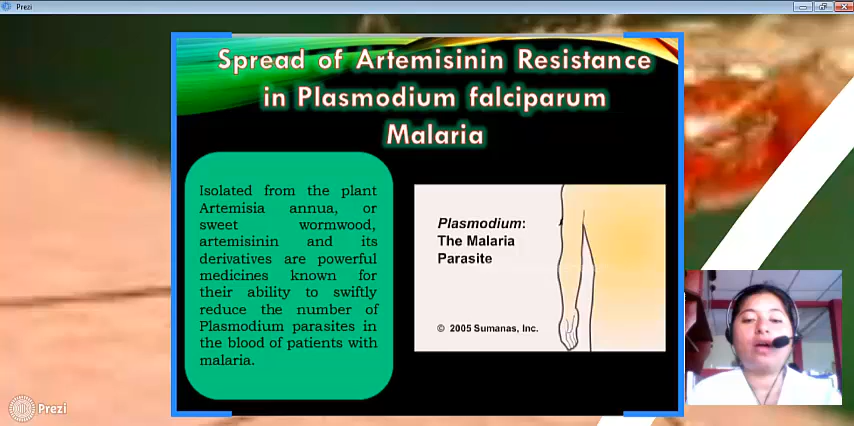 Prezi
Spread of Artemisinin Resistance
in Plasmodium falciparum
Malaria
Isolated from the plant
Artemisia annua, or
sweet wormwood,
artemisinin and its
derivatives are powerful
medicines known for
their ability to swiftly
reduce the number of
Plasmodium parasites in
the blood of patients with
malaria.
Plasmodium:
The Malaria
Parasite
© 2005 Sumanas, Inc.
Prezi